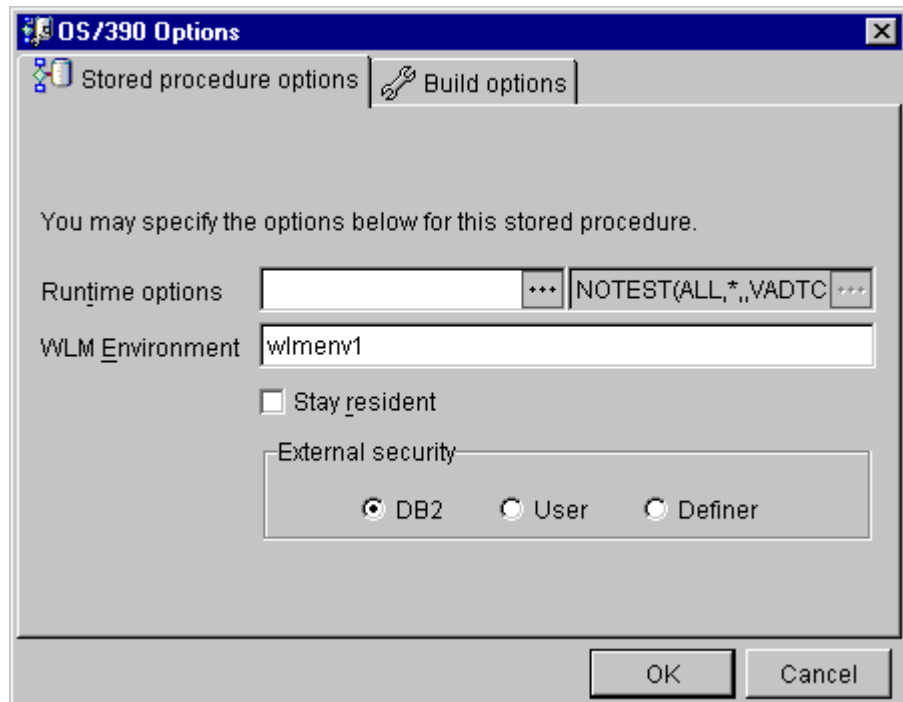 OS/390 Options
Stored procedure options Build options
You may specify the options below for this stored procedure.
Runtime options ••• NOTEST(ALL,*,,VADTC •••
WLM Environment wlmenv1
Stay resident
External security
DB2 User Definer
OK Cancel